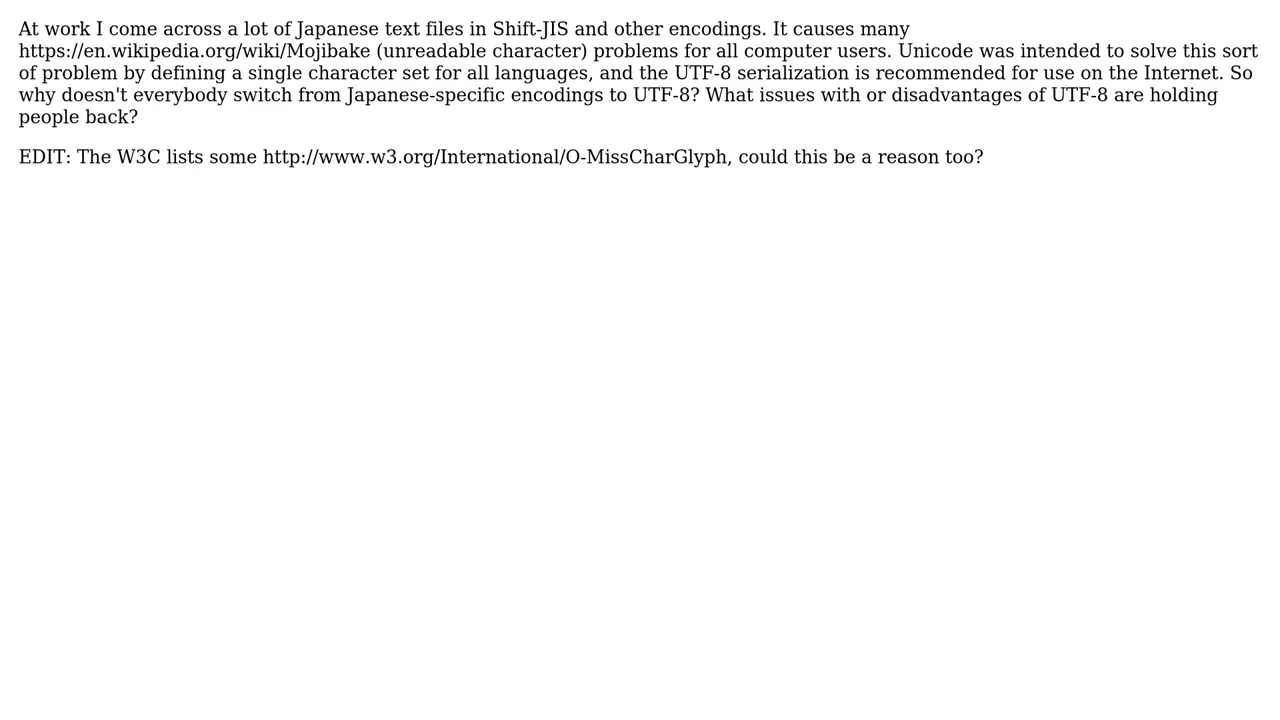 At work I come across a lot of Japanese text files in Shift-JIS and other encodings. It causes many
https://en.wikipedia.org/wiki/Mojibake (unreadable character) problems for all computer users. Unicode was intended to solve this sort
of problem by defining a single character set for all languages, and the UTF-8 serialization is recommended for use on the Internet. So
why doesn't everybody switch from Japanese-specific encodings to UTF-8? What issues with or disadvantages of UTF-8 are holding
people back?
EDIT: The W3C lists some http://www.w3.org/International/O-MissCharGlyph, could this be a reason too?